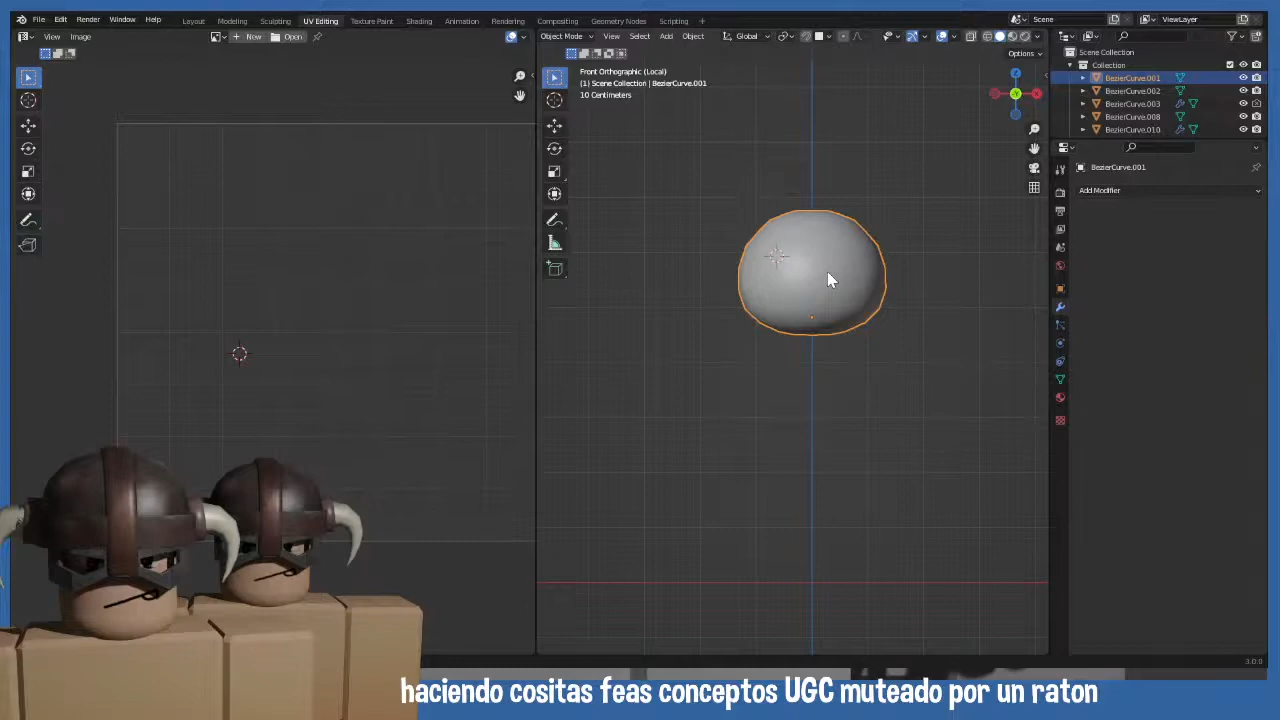 File Edit Render Window Help Layout Modeling Sculpting UV Editing Texture Paint Shading Animation Rendering Compositing Geometry Nodes Scripting + Scene ViewLayer
View Image New Open Object Mode View Select Add Object Global
Options
Scene Collection
Collection
BezierCurve.001
BezierCurve.002
BezierCurve.003
BezierCurve.008
BezierCurve.010
Front Orthographic (Local)
(1) Scene Collection | BezierCurve.001
10 Centimeters
Z
Y
X
BezierCurve.001
Add Modifier
3.0.0
haciendo cositas feas conceptos UGC muteado por un raton